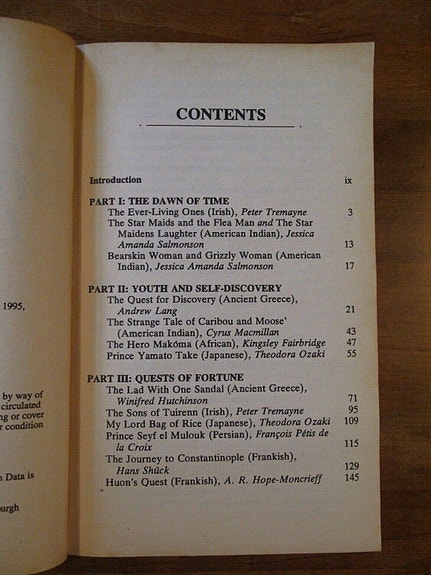 1995,
by way of
circulated
ng or cover
r condition
n Data is
urgh
CONTENTS
Introduction ix
PART I: THE DAWN OF TIME
The Ever-Living Ones (Irish), Peter Tremayne 3
The Star Maids and the Flea Man and The Star
Maidens Laughter (American Indian), Jessica
Amanda Salmonson 13
Bearskin Woman and Grizzly Woman (American
Indian), Jessica Amanda Salmonson 17
PART II: YOUTH AND SELF-DISCOVERY
The Quest for Discovery (Ancient Greece),
Andrew Lang 21
The Strange Tale of Caribou and Moose'
(American Indian), Cyrus Macmillan 43
The Hero Makóma (African), Kingsley Fairbridge 47
Prince Yamato Take (Japanese), Theodora Ozaki 55
PART III: QUESTS OF FORTUNE
The Lad With One Sandal (Ancient Greece),
Winifred Hutchinson 71
The Sons of Tuirenn (Irish), Peter Tremayne 95
My Lord Bag of Rice (Japanese), Theodora Ozaki 109
Prince Seyf el Mulouk (Persian), François Pétis de
la Croix 115
The Journey to Constantinople (Frankish),
Hans Shück 129
Huon's Quest (Frankish), A. R. Hope-Moncrieff 145